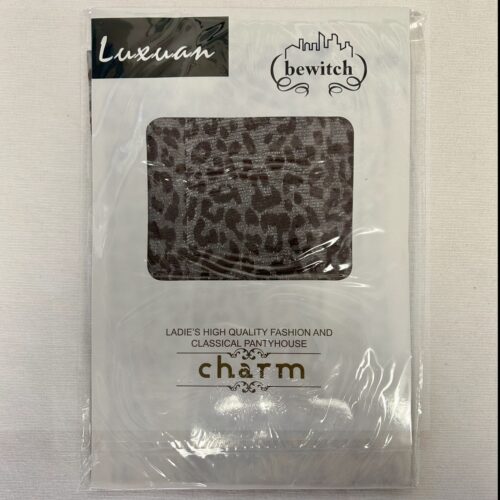 Luxuan
bewitch
LADIE'S HIGH QUALITY FASHION AND
CLASSICAL PANTYHOUSE
charm